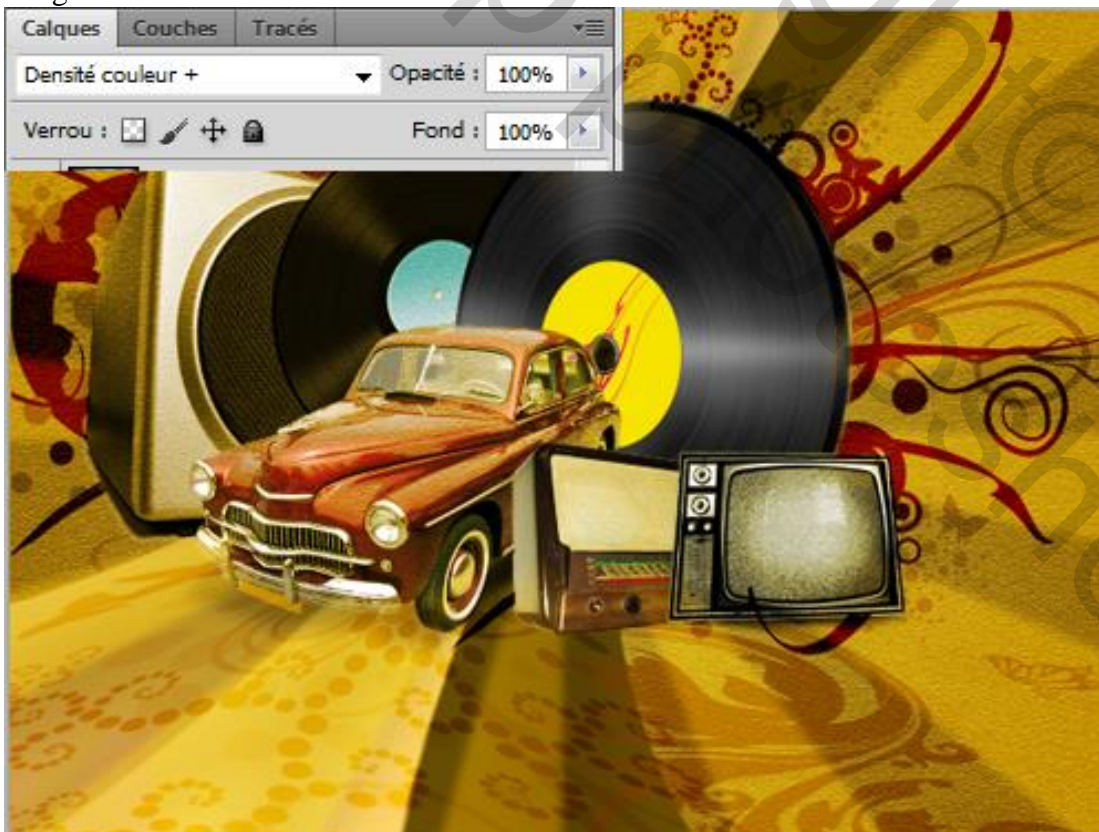 Calques Couches Tracés
Densité couleur + Opacité : 100%
Verrou : Fond : 100%